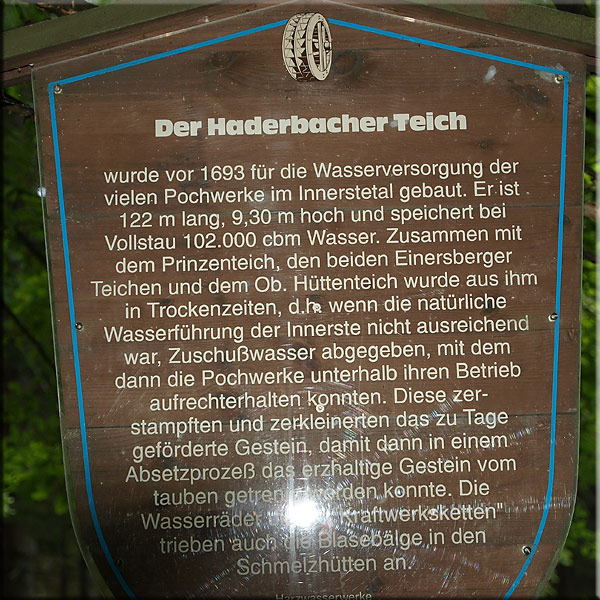 Der Haderbacher Teich
wurde vor 1693 für die Wasserversorgung der
vielen Pochwerke im Innerstetal gebaut. Er ist
122 m lang, 9,30 m hoch und speichert bei
Vollstau 102.000 cbm Wasser. Zusammen mit
dem Prinzenteich, den beiden Einersberger
Teichen und dem Ob. Hüttenteich wurde aus ihm
in Trockenzeiten, d.h. wenn die natürliche
Wasserführung der Innerste nicht ausreichend
war, Zuschußwasser abgegeben, mit dem
dann die Pochwerke unterhalb ihren Betrieb
aufrechterhalten konnten. Diese zer-
stampften und zerkleinerten das zu Tage
geförderte Gestein, damit dann in einem
Absetzprozeß das erzhaltige Gestein vom
tauben getrennt werden konnte. Die
Wasserräder Kraftwerksketten"
trieben auch die Blasebälge in den
Schmelzhütten an.
Harzwasserwerke